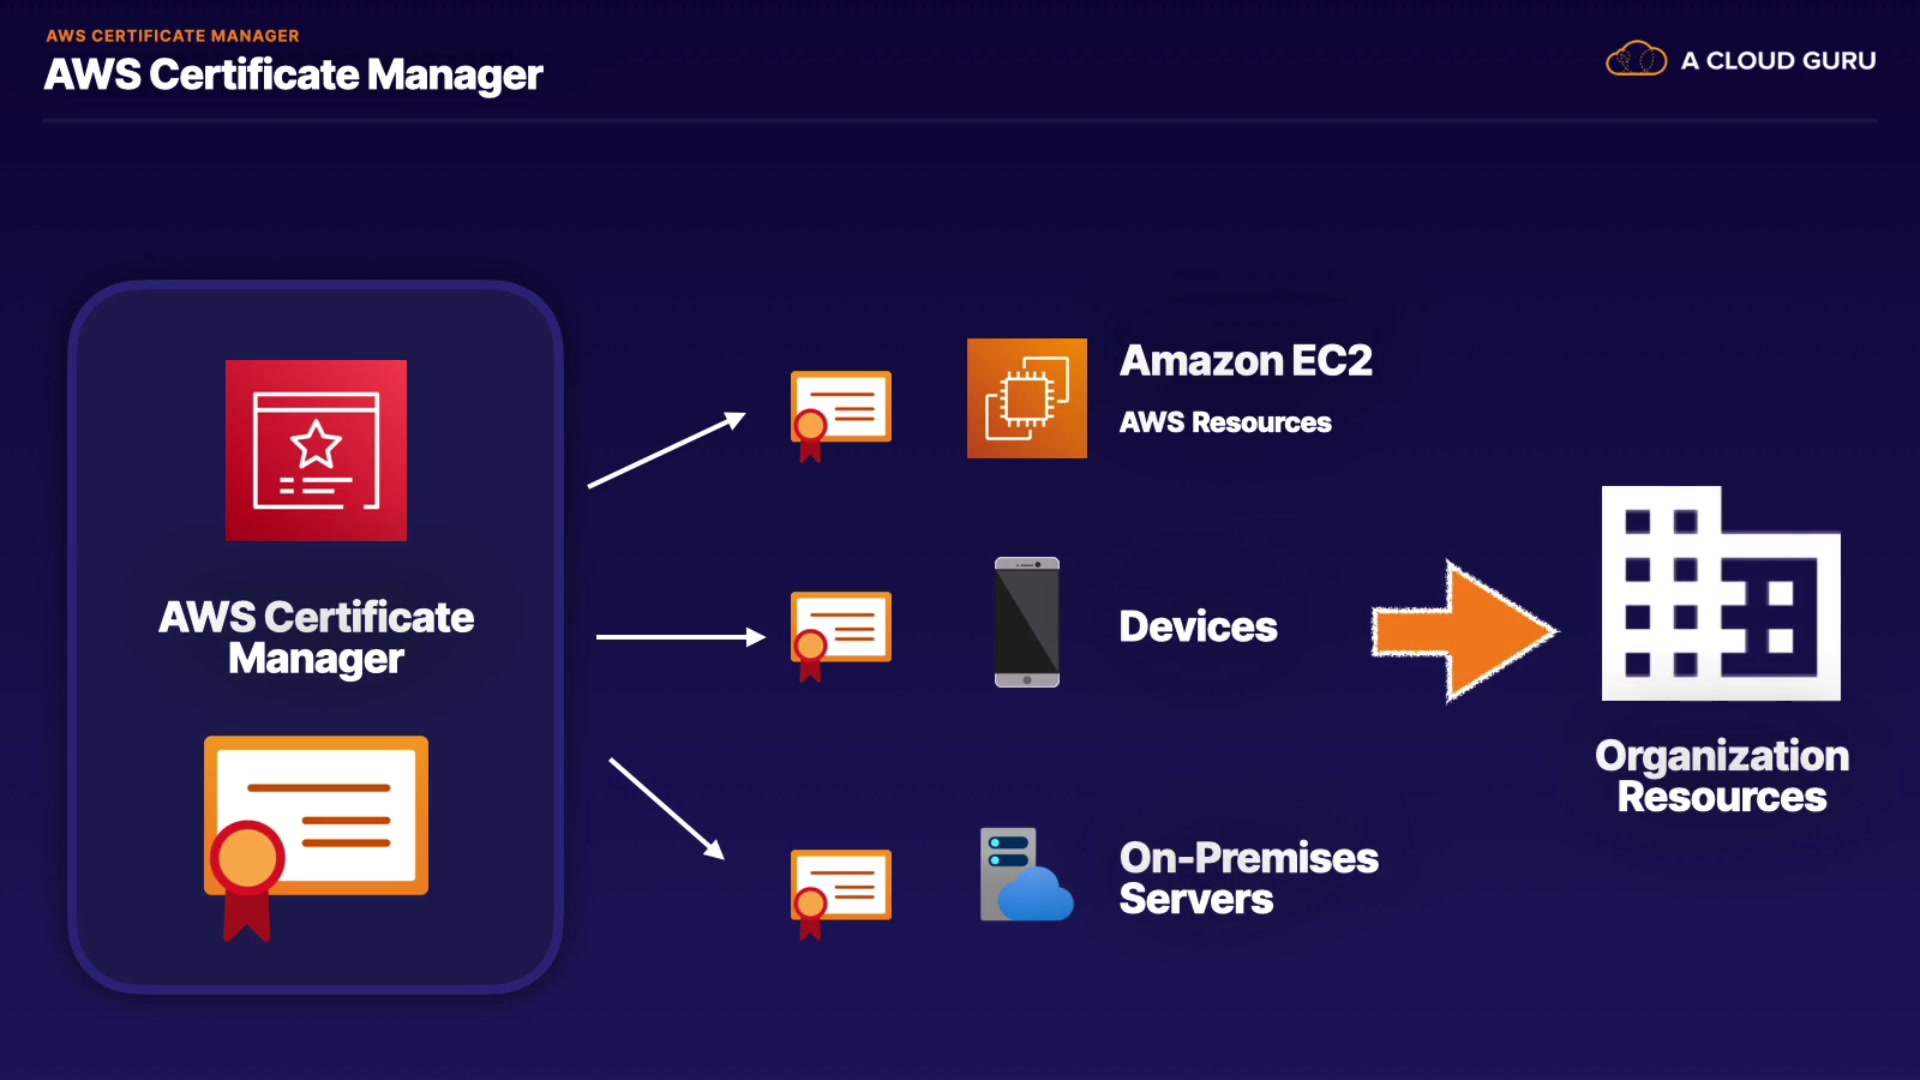 AWS CERTIFICATE MANAGER
AWS Certificate Manager
A CLOUD GURU
AWS Certificate
Manager
Amazon EC2
AWS Resources
Devices
On-Premises
Servers
Organization
Resources